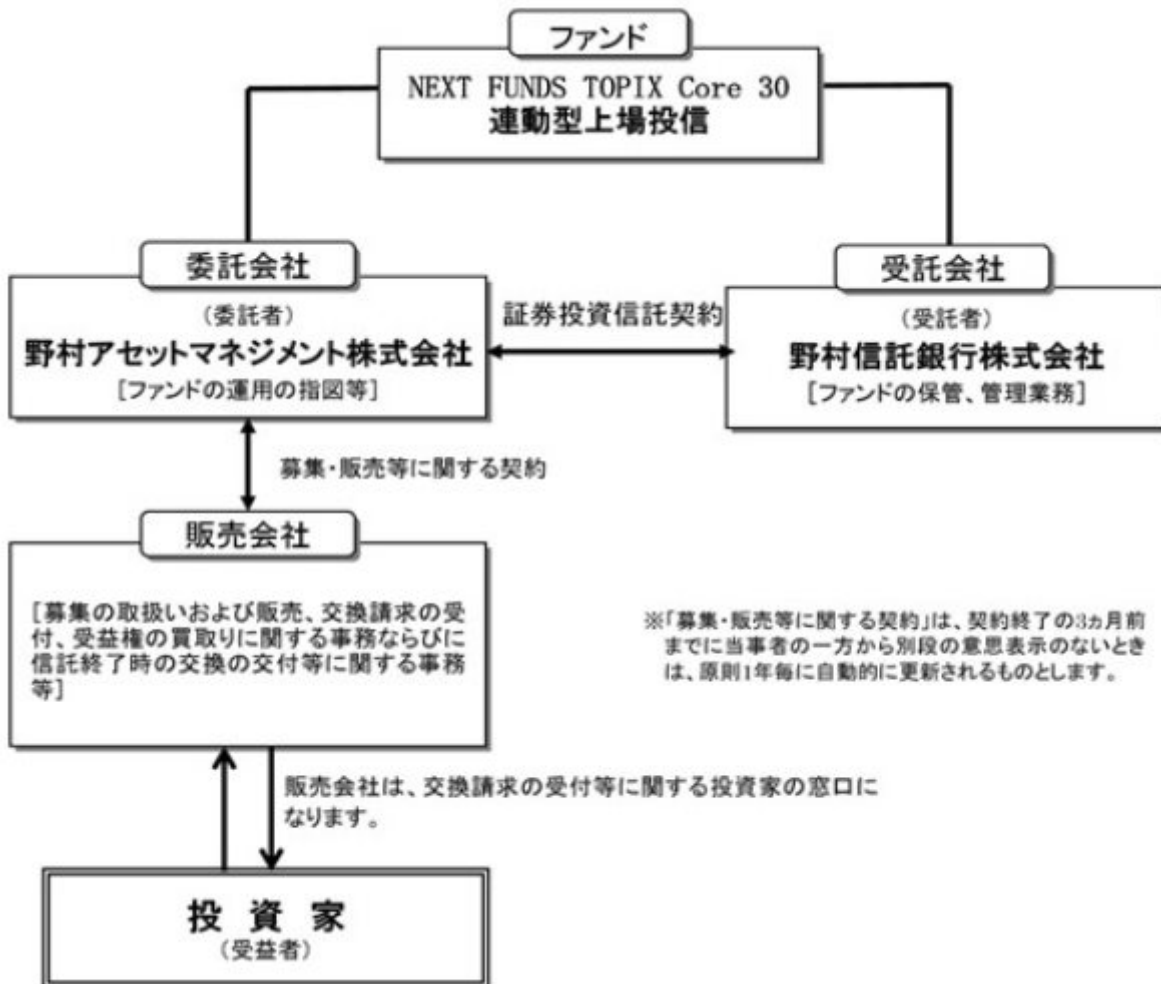 ファンド
NEXT FUNDS TOPIX Core 30
連動型上場投信
委託会社
(委託者)
野村アセットマネジメント株式会社
[ファンドの運用の指図等]
証券投資信託契約
受託会社
(受託者)
野村信託銀行株式会社
[ファンドの保管、管理業務]
募集・販売等に関する契約
販売会社
[募集の取扱いおよび販売、交換請求の受
付、受益権の買取りに関する事務ならびに
信託終了時の交換の交付等に関する事務
等]
※「募集・販売等に関する契約」は、契約終了の3ヵ月前
までに当事者の一方から別段の意思表示のないとき
は、原則1年毎に自動的に更新されるものとします。
販売会社は、交換請求の受付等に関する投資家の窓口に
なります。
投 資 家
(受益者)